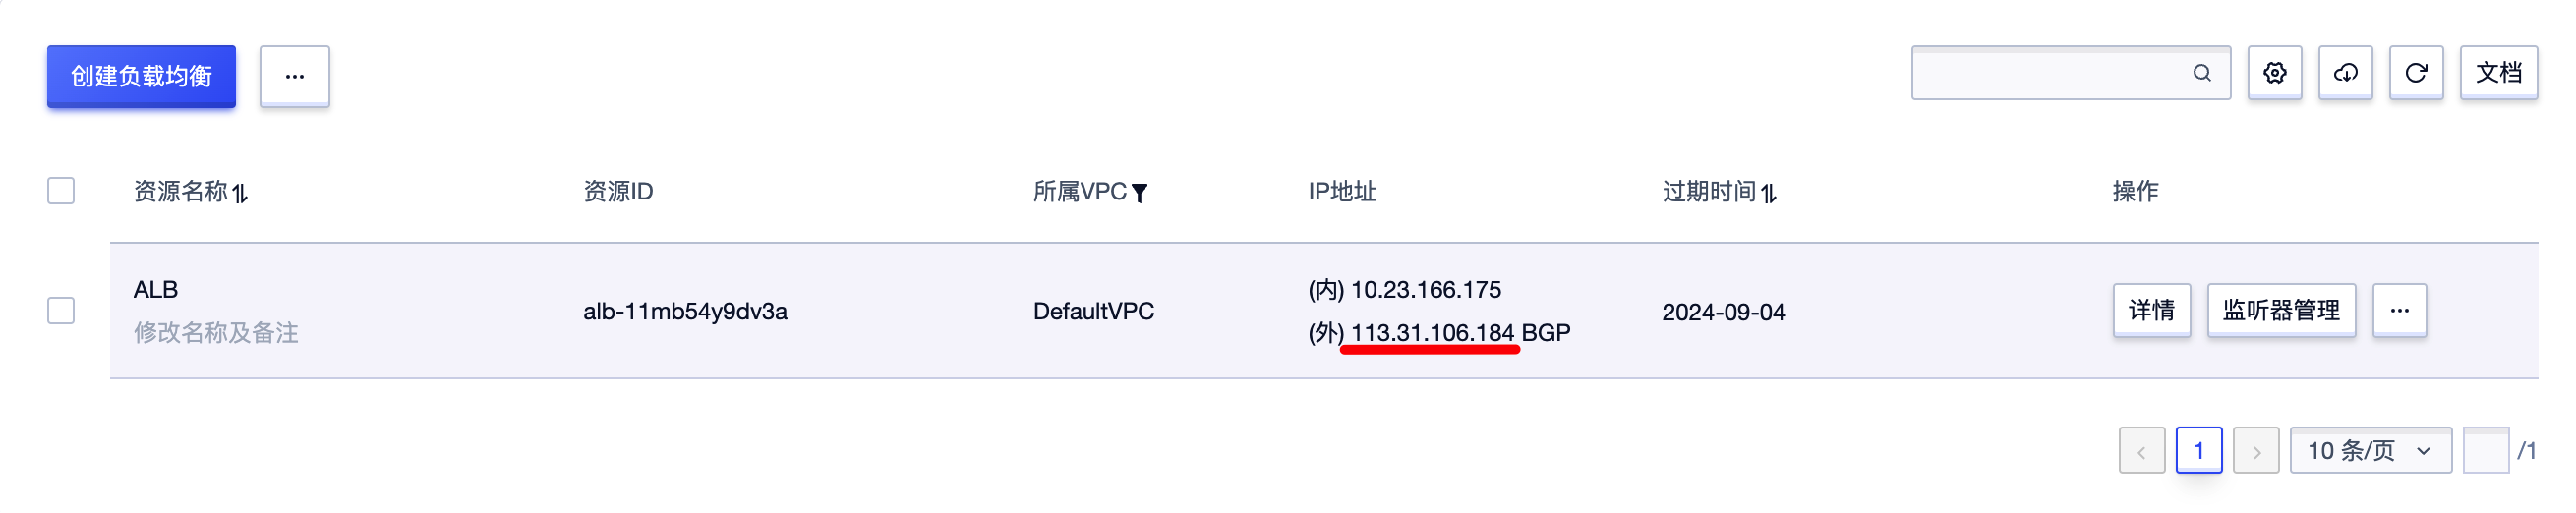 创建负载均衡
...
文档
资源名称
资源ID
所属VPC
IP地址
过期时间
操作
ALB
修改名称及备注
alb-11mb54y9dv3a
DefaultVPC
(内) 10.23.166.175
(外) 113.31.106.184 BGP
2024-09-04
详情
监听器管理
...
1
10 条/页
/1